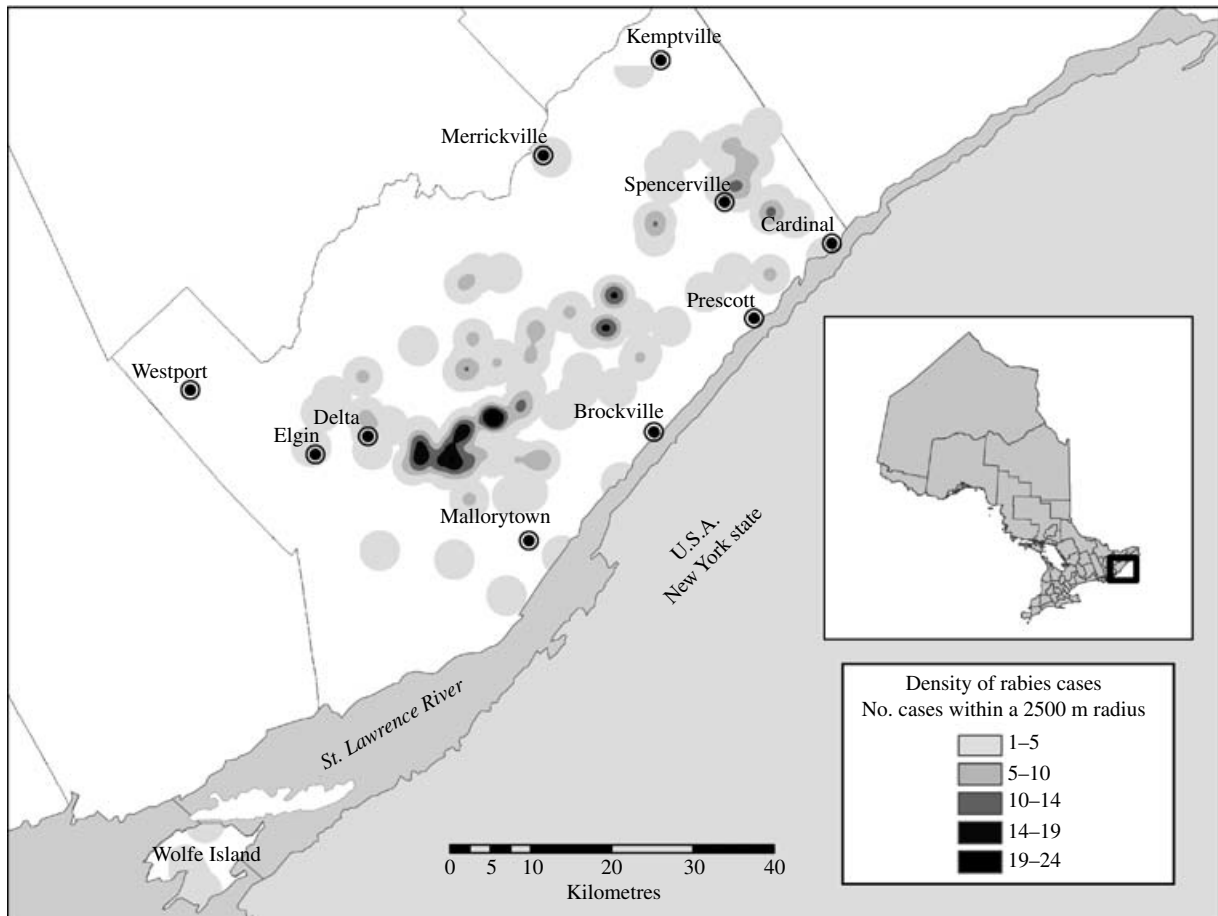 Kemptville
Merrickville
Spencerville
Cardinal
Prescott
Westport
Delta
Elgin
Brockville
Mallorytown
U.S.A.
New York state
St. Lawrence River
Wolfe Island
0 5 10 20 30 40
Kilometres
Density of rabies cases
No. cases within a 2500 m radius
1–5
5–10
10–14
14–19
19–24